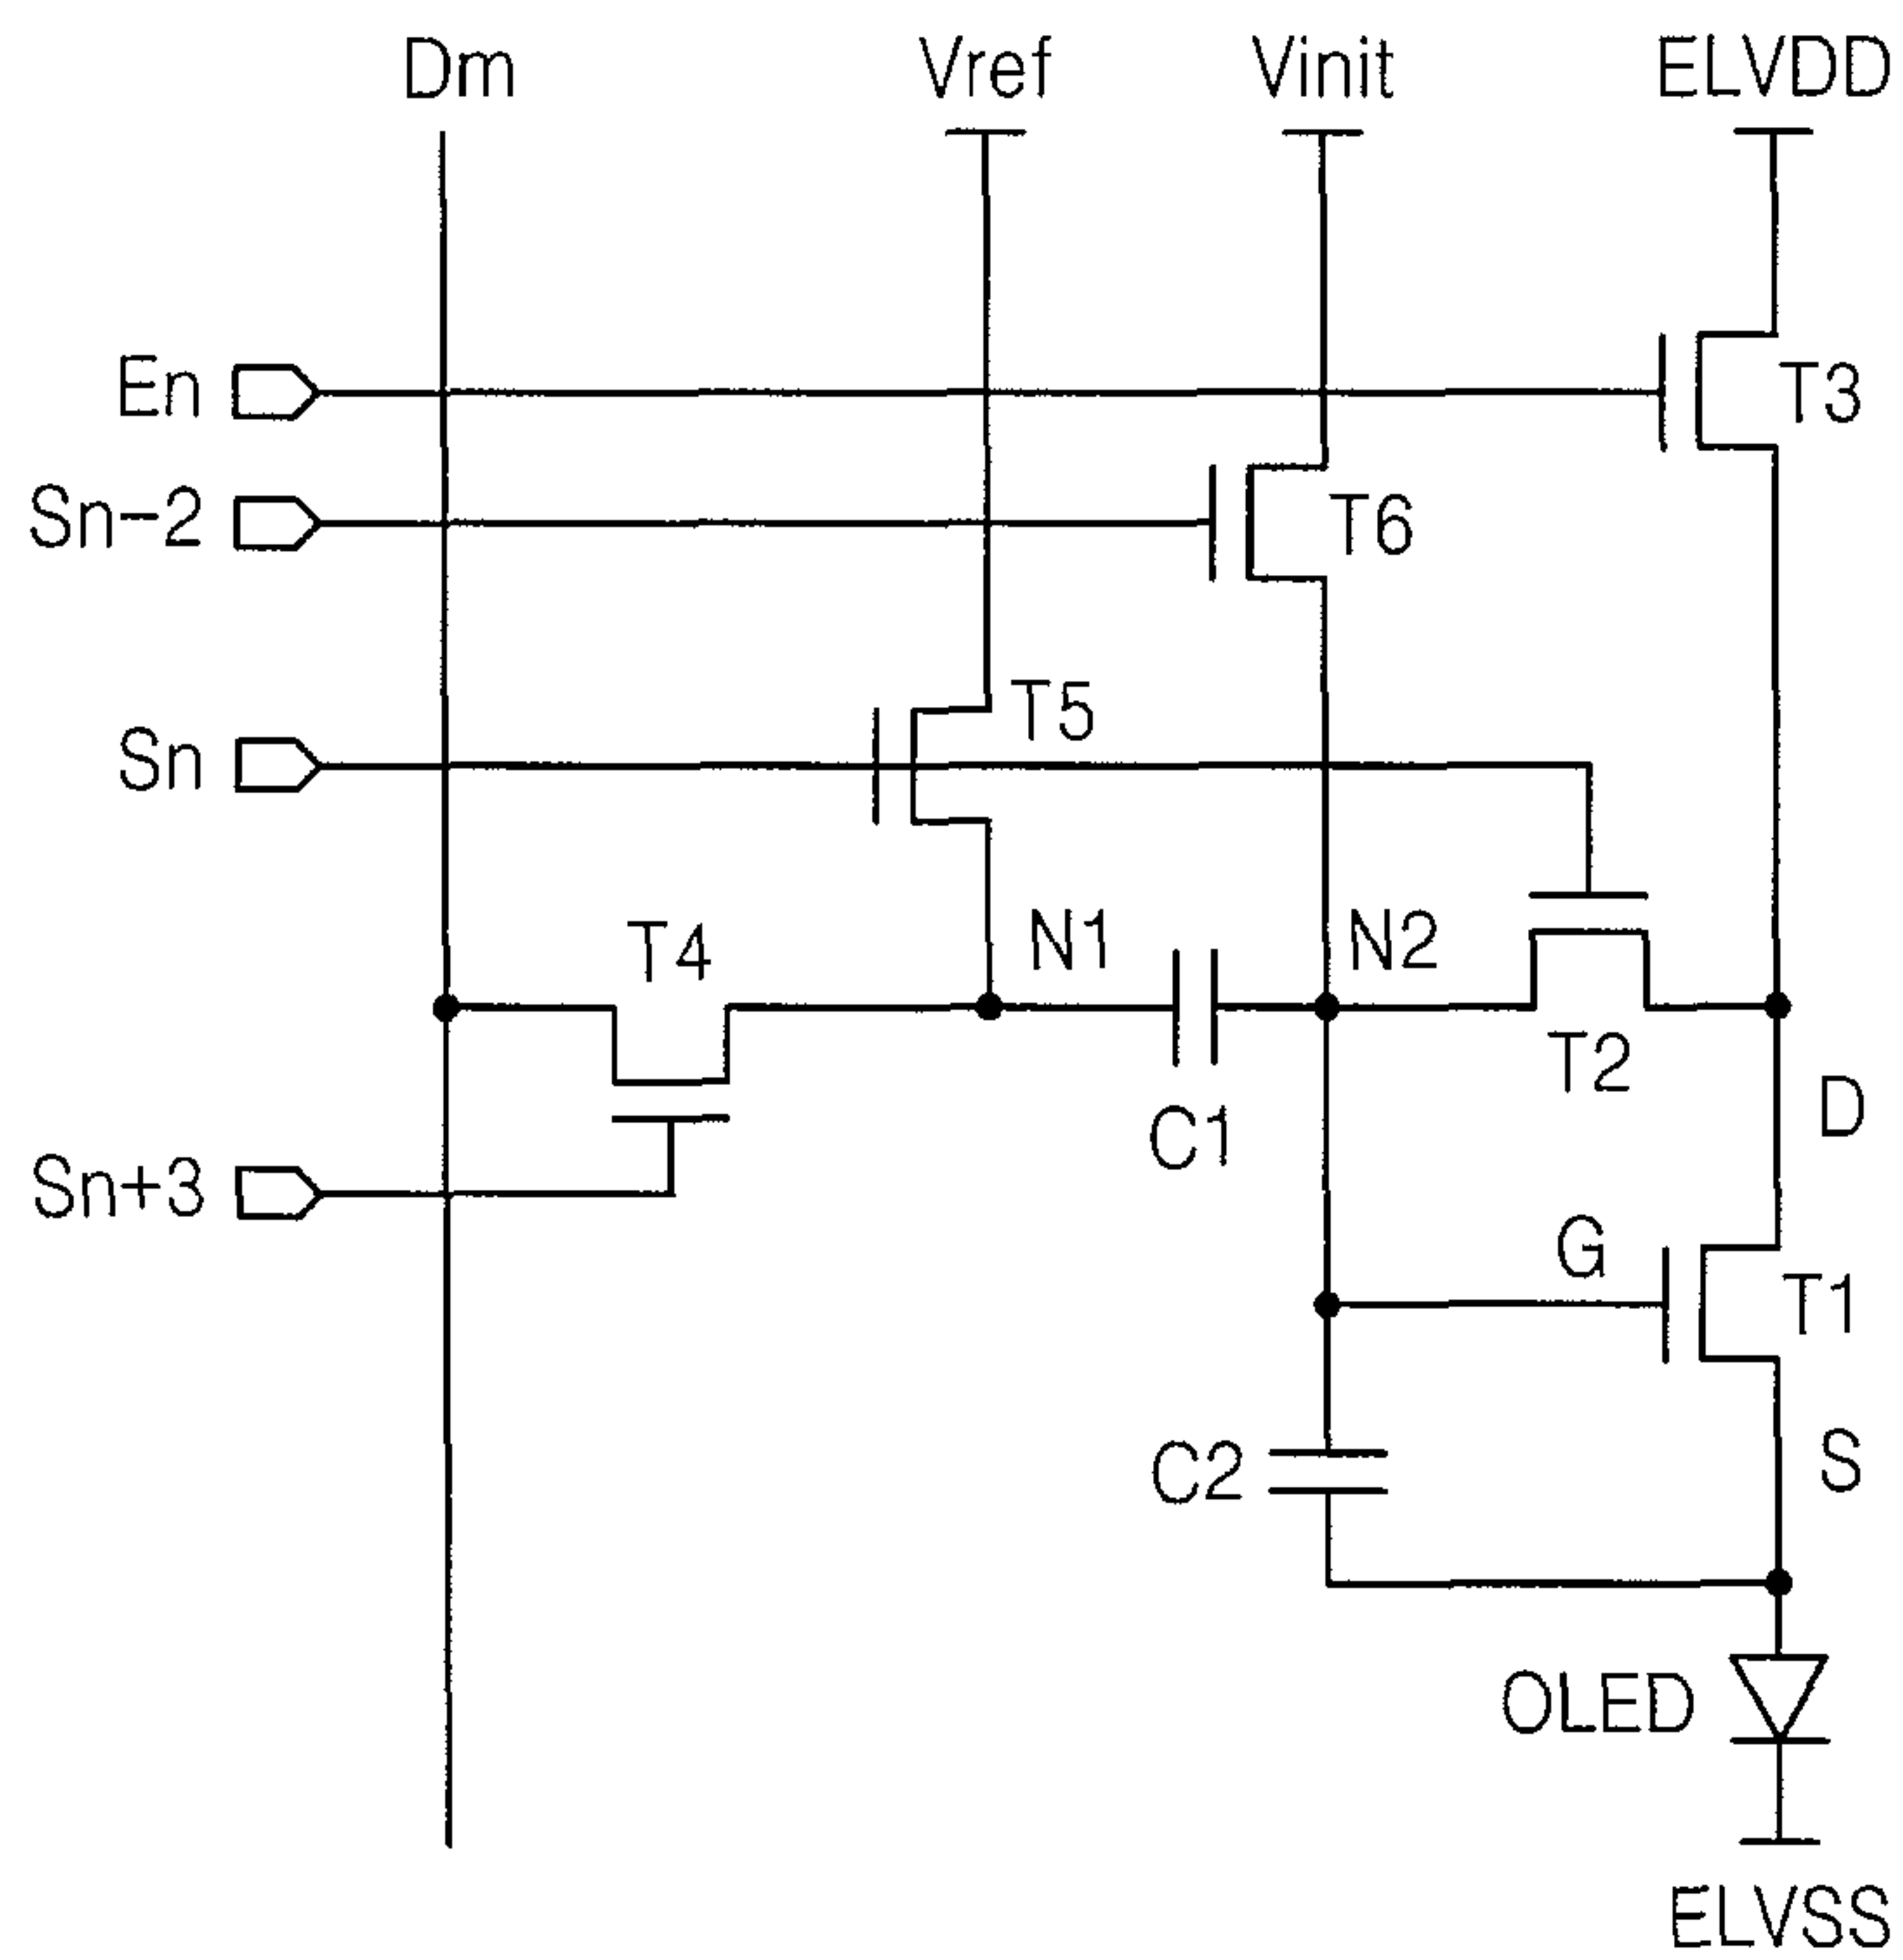 Dm Vref Vinit ELVDD
En
T3
Sn-2
T6
T5
Sn
T4
N1
N2
T2
D
C1
Sn+3
G
T1
C2
S
OLED
ELVSS